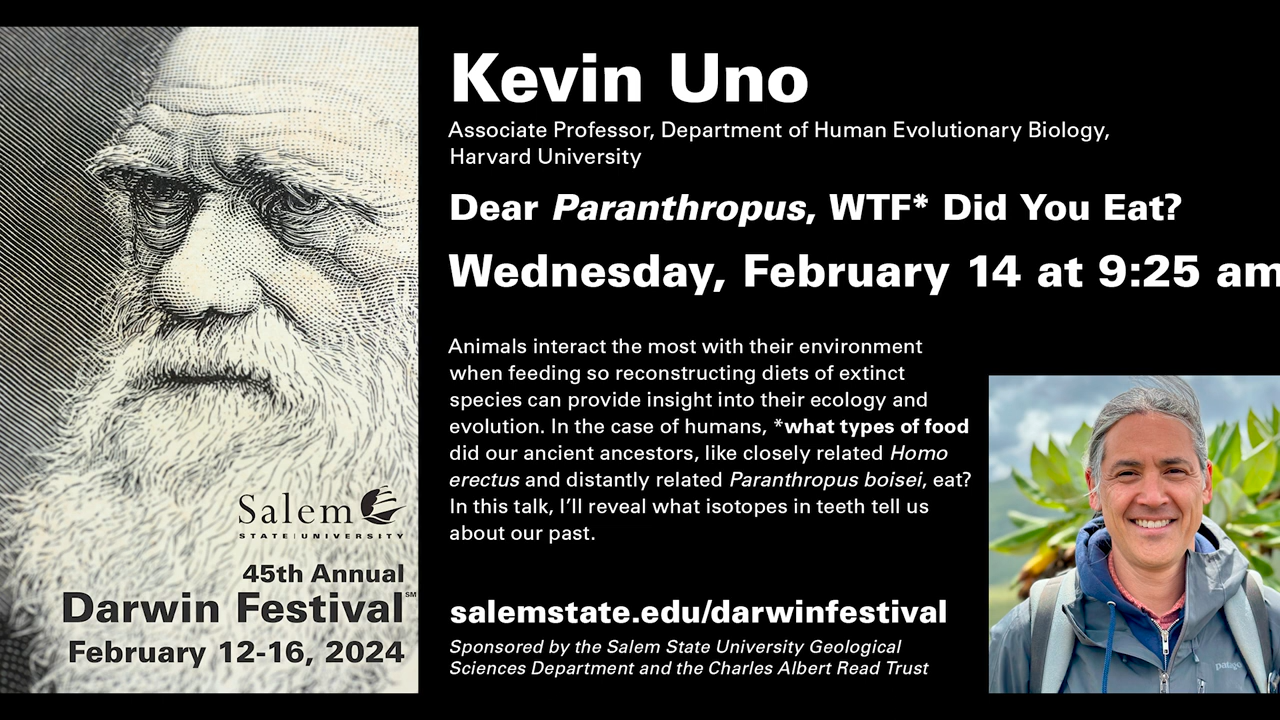 Kevin Uno
Associate Professor, Department of Human Evolutionary Biology,
Harvard University
Dear Paranthropus, WTF* Did You Eat?
Wednesday, February 14 at 9:25 am
Animals interact the most with their environment
when feeding so reconstructing diets of extinct
species can provide insight into their ecology and
evolution. In the case of humans, *what types of food
did our ancient ancestors, like closely related Homo
erectus and distantly related Paranthropus boisei, eat?
In this talk, I’ll reveal what isotopes in teeth tell us
about our past.
salemstate.edu/darwinfestival
Sponsored by the Salem State University Geological
Sciences Department and the Charles Albert Read Trust
Salem
STATE|UNIVERSITY
45th Annual
Darwin Festival℠
February 12-16, 2024
patagonia